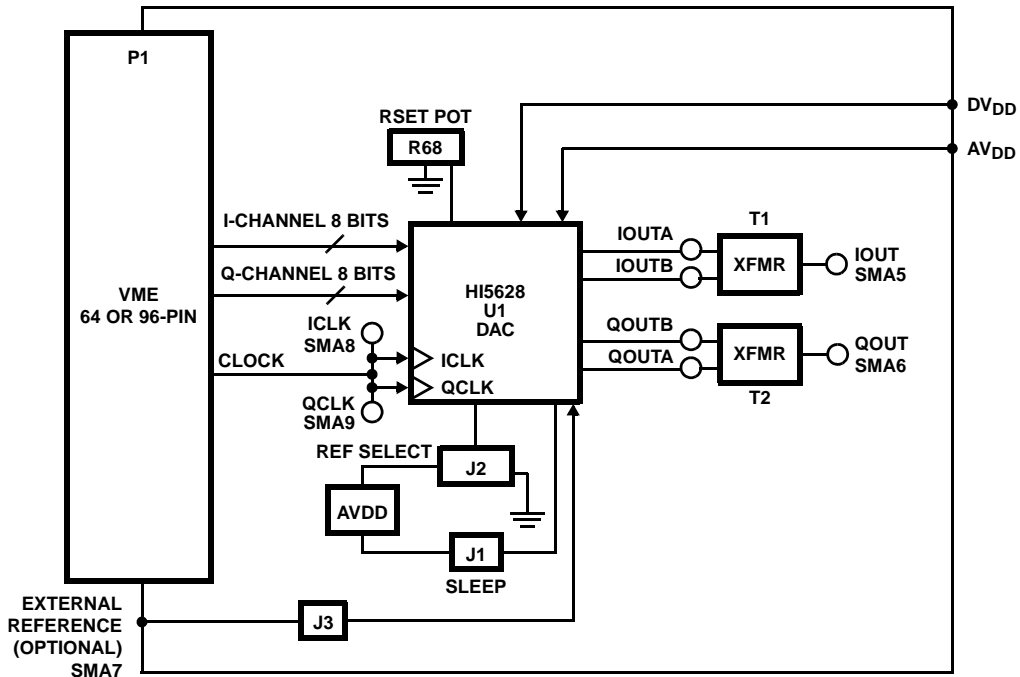 P1
DVDD
RSET POT
R68
AVDD
T1
I-CHANNEL 8 BITS
IOUTA
XFMR
IOUT
SMA5
IOUTB
Q-CHANNEL 8 BITS
HI5628
U1
DAC
VME
64 OR 96-PIN
ICLK
SMA8
QOUTB
XFMR
QOUT
SMA6
CLOCK
ICLK
QOUTA
QCLK
T2
QCLK
SMA9
REF SELECT
J2
AVDD
J1
SLEEP
EXTERNAL
REFERENCE
(OPTIONAL)
SMA7
J3